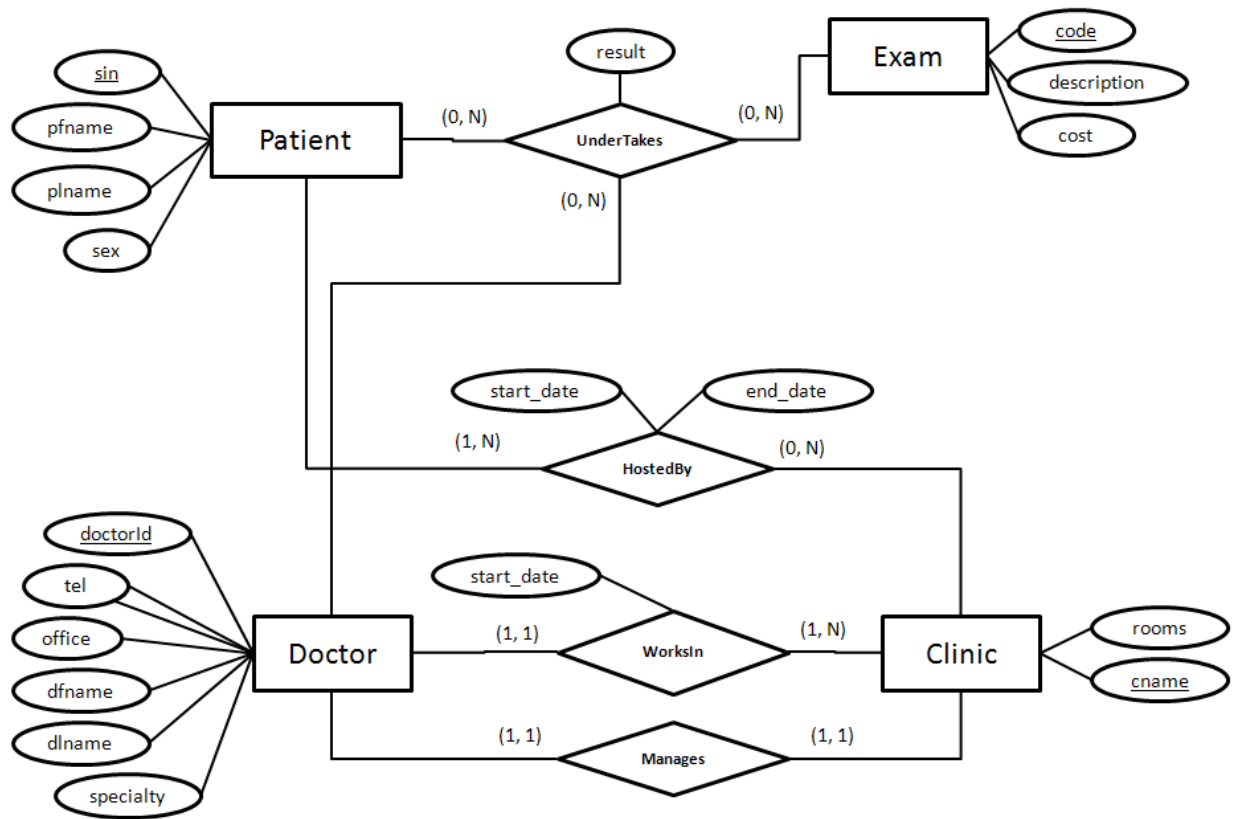 code
result
Exam
sin
description
pfname
(0, N)
(0, N)
cost
Patient
UnderTakes
plname
(0, N)
sex
start_date
end_date
(1, N)
(0, N)
HostedBy
doctorId
start_date
tel
rooms
office
(1, 1)
(1, N)
Doctor
WorksIn
Clinic
cname
dfname
(1, 1)
(1, 1)
dlname
Manages
specialty